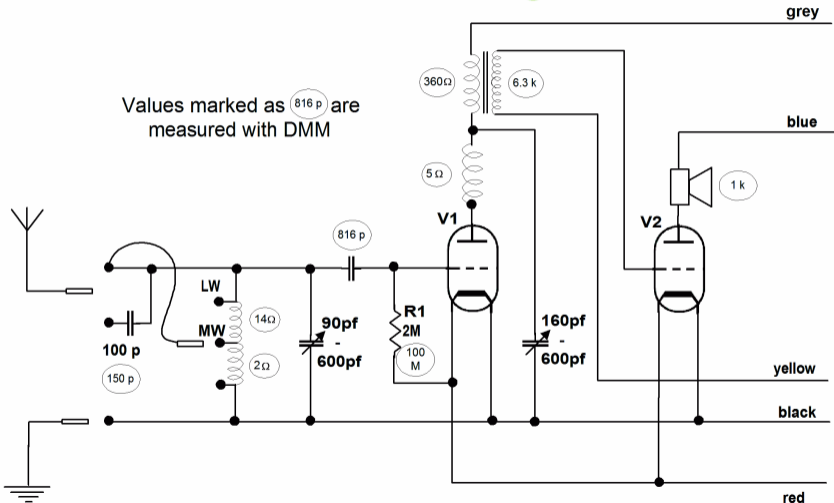 grey
360Ω
6.3 k
Values marked as 816 p are
measured with DMM
blue
5 Ω
1 k
V1
V2
816 p
LW
14Ω
R1
2M
100
M
90pf
-
600pf
160pf
-
600pf
MW
100 p
2Ω
150 p
yellow
black
red